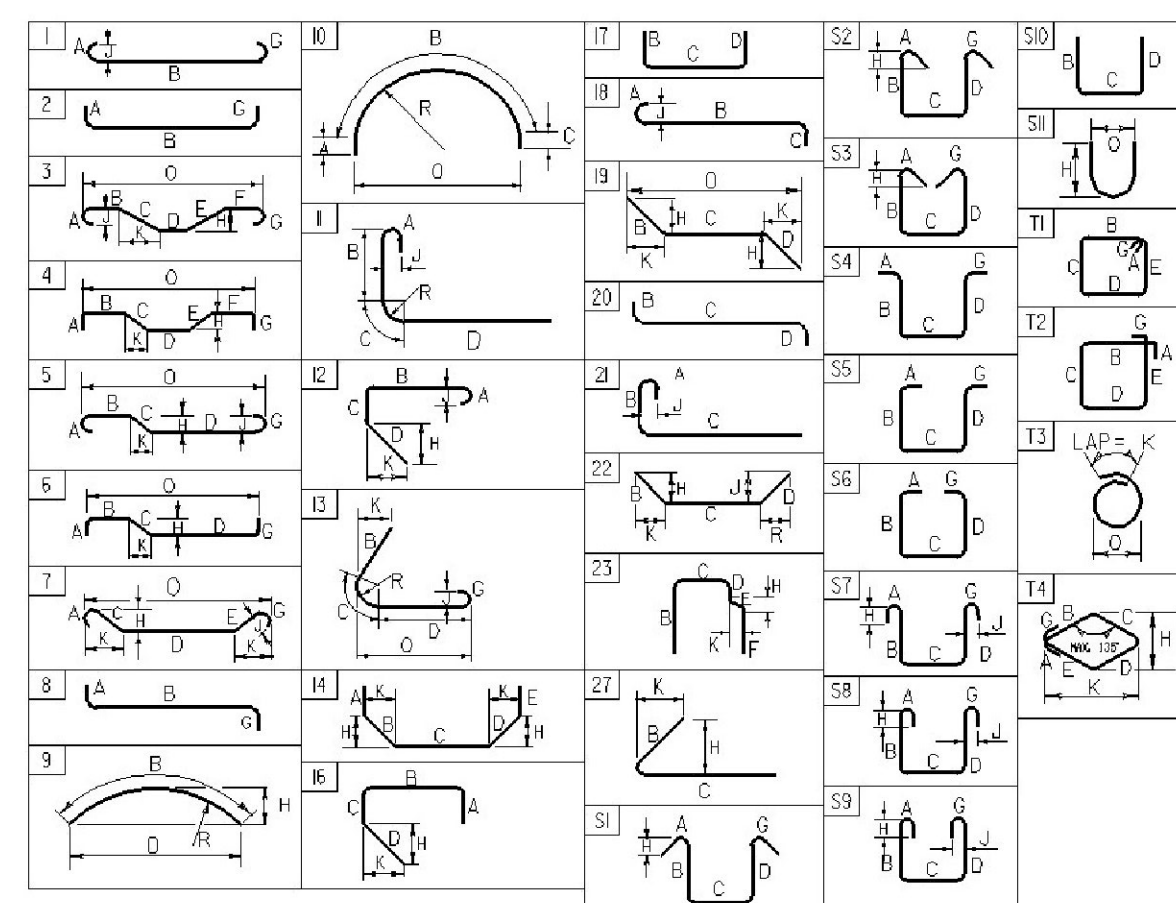 1
A J G
B
2
A G
B
3
O
B C E F
A J D H G
K
4
O
B C E F
A D H G
K
5
O
B C H D J
A K G
6
O
B C H D
A K G
7
O
A C H E G
J
K D K
8
A B
G
9
B
H
O R
10
B
R
A C
O
11
A
B J
R
C D
12
B
C J A
D H
K
13
K
B
R G
C J
D
O
14
A K K E
H B C D H
16
B
C A
D H
K
17
B D
C
18
A J B
C
19
O
H C K
B H D
K
20
B C
D
21
A
B J
C
22
B H J D
C
K R
23
C D
E H
B
K F
27
K
B H
C
S1
A G
H
B D
C
S2
A G
H
B C D
S3
A G
H
B D
C
S4
A G
B D
C
S5
A G
B D
C
S6
A G
B D
C
S7
A G
H J
B C D
S8
A G
H J
B C D
S9
A G
H J
B C D
S10
B D
C
S11
O
H
T1
B
C G A E
D
T2
G
B A
C E
D
T3
LAP = K
O
T4
G B C
MAX. 135°
H
A E D
K